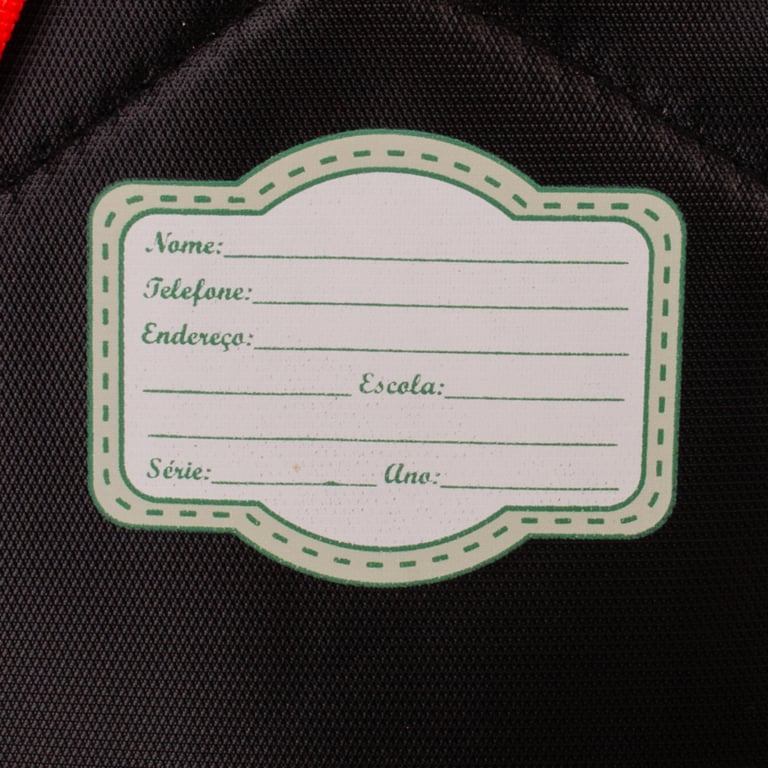 Nome:
Telefone:
Endereço:
Escola:
Série: Ano: